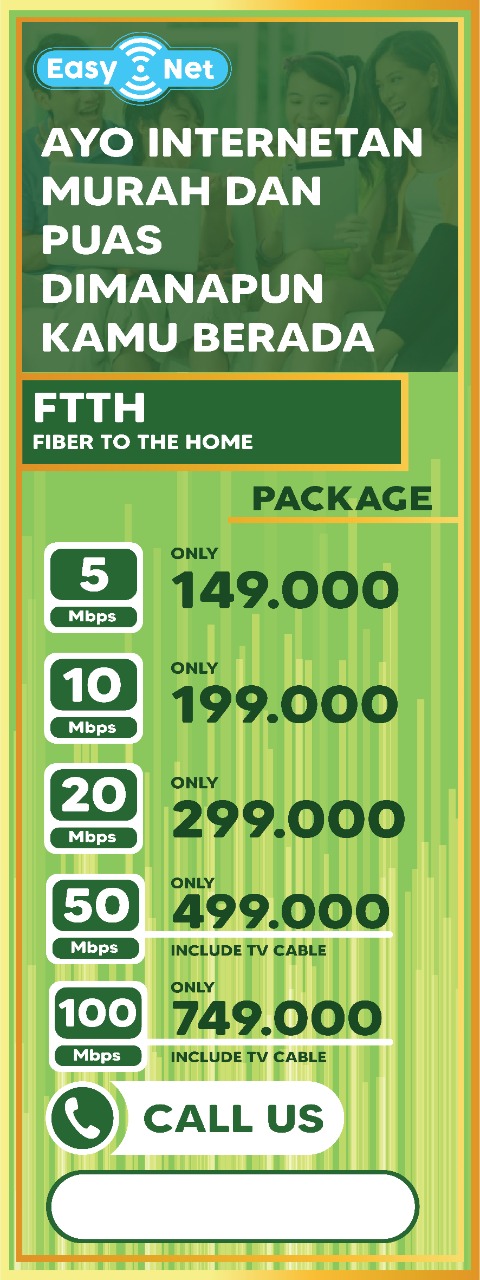 Easy Net
AYO INTERNETAN
MURAH DAN
PUAS
DIMANAPUN
KAMU BERADA
FTTH
FIBER TO THE HOME
PACKAGE
5
Mbps
ONLY
149.000
10
Mbps
ONLY
199.000
20
Mbps
ONLY
299.000
50
Mbps
ONLY
499.000
INCLUDE TV CABLE
100
Mbps
ONLY
749.000
INCLUDE TV CABLE
CALL US